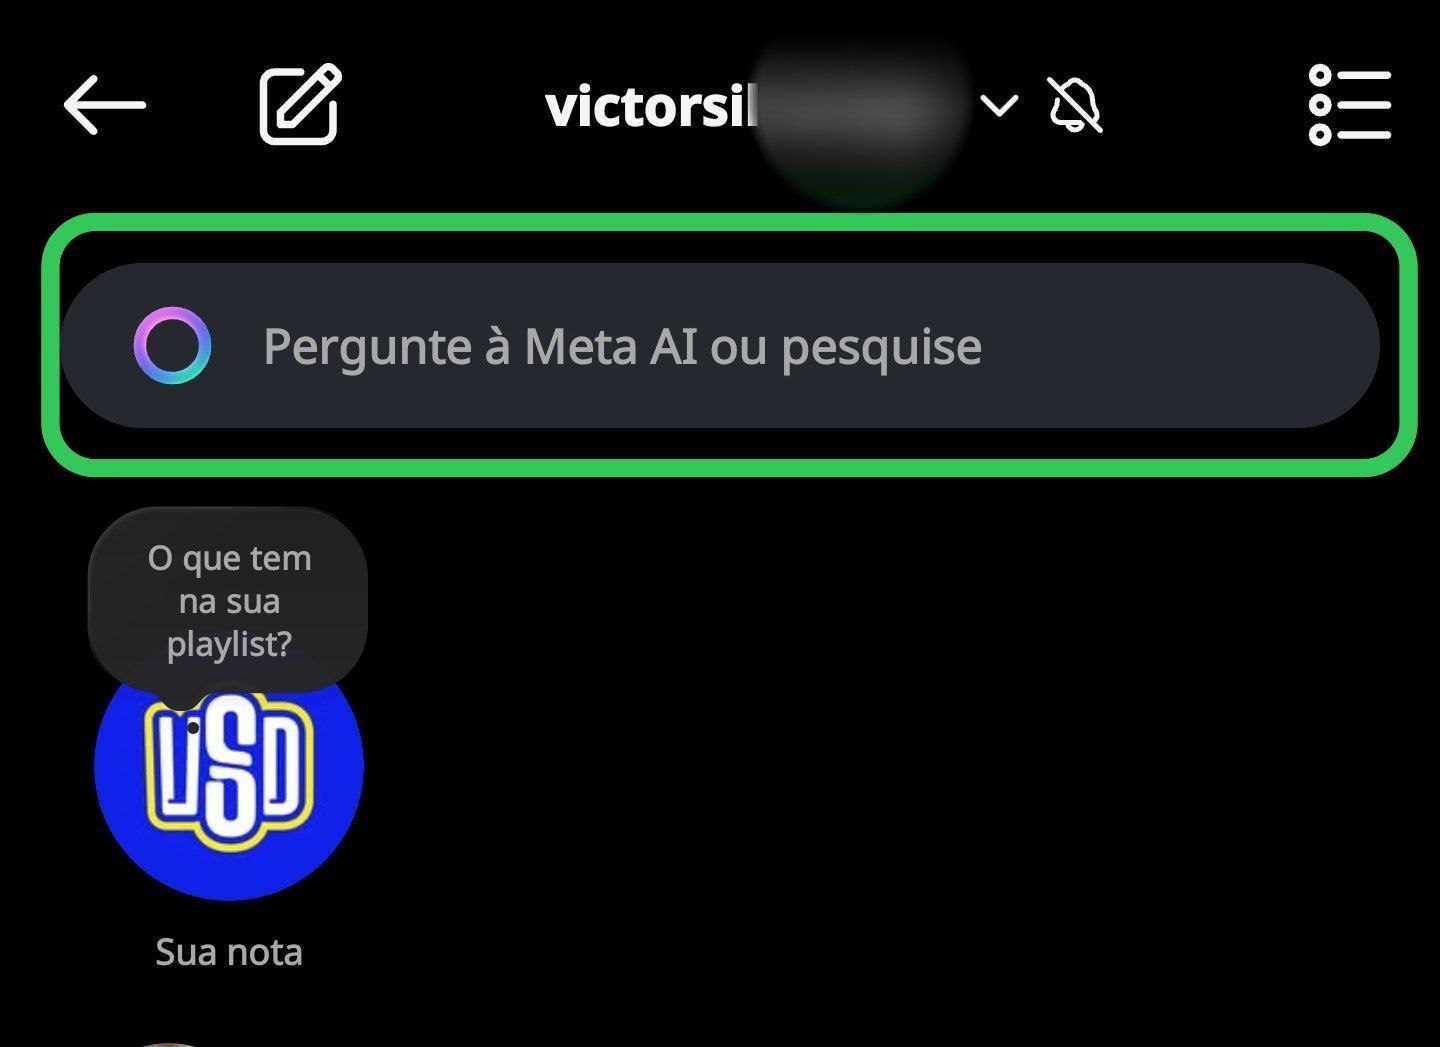 victorsil
Pergunte à Meta AI ou pesquise
O que tem
na sua
playlist?
USD
Sua nota